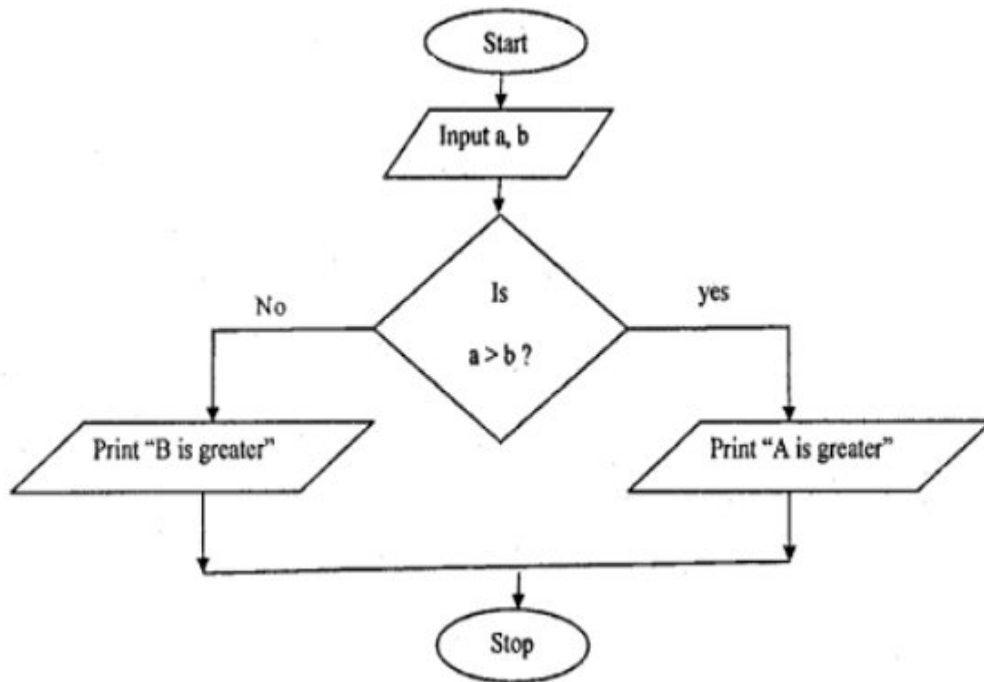 Start
Input a, b
Is
a > b ?
No
yes
Print “B is greater”
Print “A is greater”
Stop